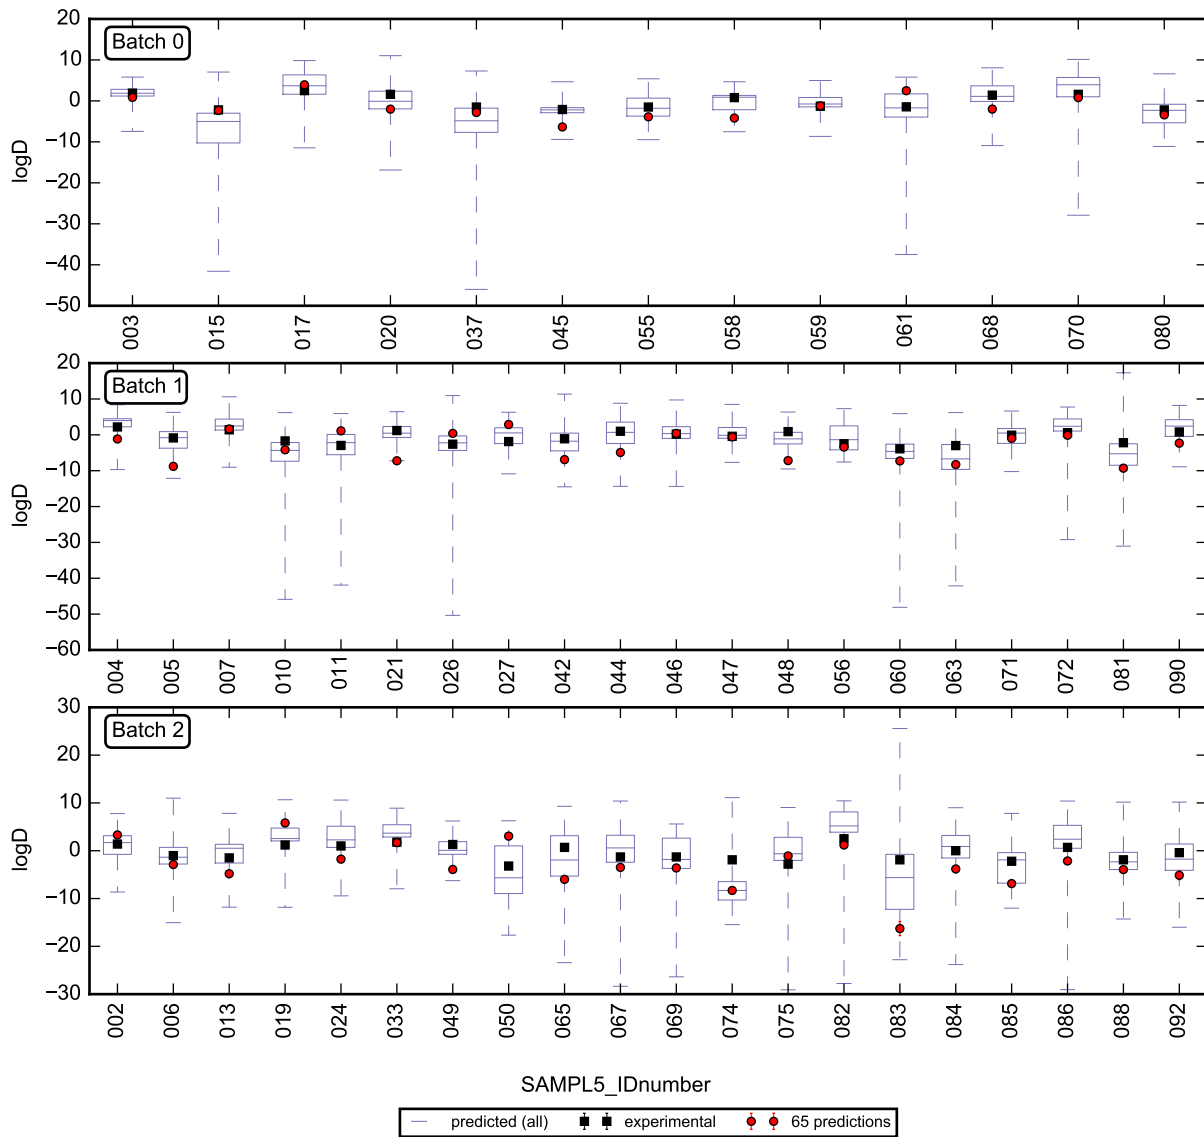 20
Batch 0
10
0
−10
logD
−20
−30
−40
−50
003 015 017 020 037 045 055 058 059 061 068 070 080
20
Batch 1
10
0
−10
logD
−20
−30
−40
−50
−60
004 005 007 010 011 021 026 027 042 044 046 047 048 056 060 063 071 072 081 090
30
Batch 2
20
10
0
logD
−10
−20
−30
002 006 013 019 024 033 049 050 065 067 069 074 075 082 083 084 085 086 088 092
SAMPL5_IDnumber
predicted (all) experimental 65 predictions